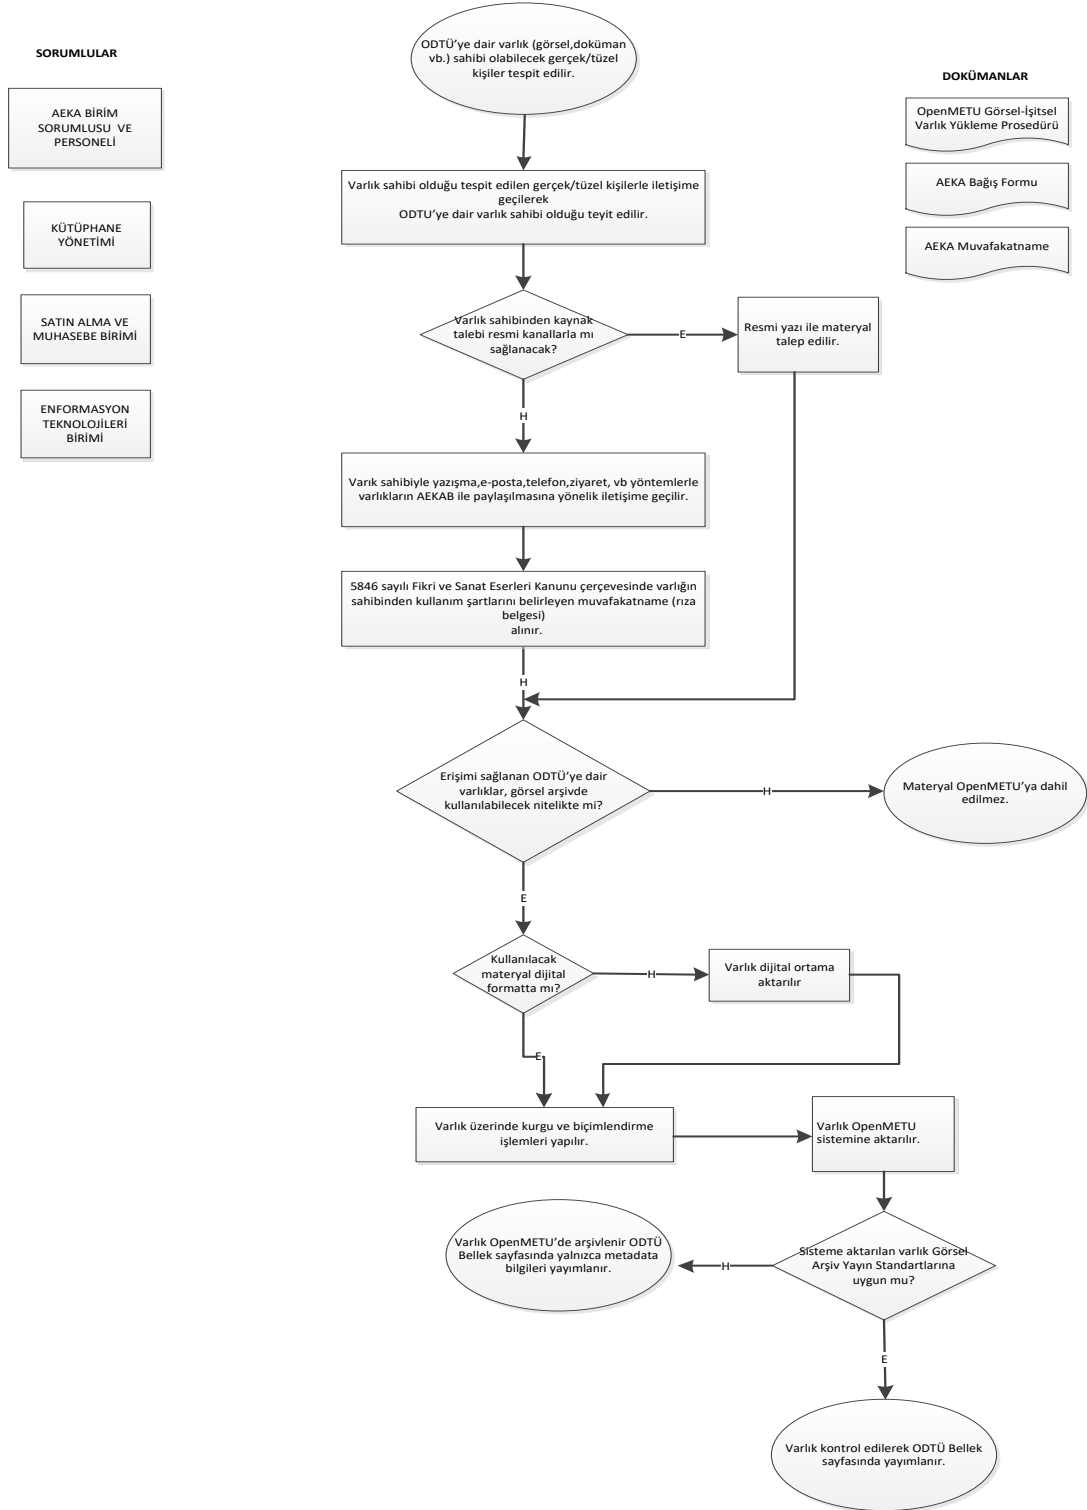 SORUMLULAR
AEKA BİRİM
SORUMLUSU VE
PERSONELİ
KÜTÜPHANE
YÖNETİMİ
SATIN ALMA VE
MUHASEBE BİRİMİ
ENFORMASYON
TEKNOLOJİLERİ
BİRİMİ
DOKÜMANLAR
OpenMETU Görsel-İşitsel
Varlık Yükleme Prosedürü
AEKA Bağış Formu
AEKA Muvafakatname
ODTÜ’ye dair varlık (görsel,doküman
vb.) sahibi olabilecek gerçek/tüzel
kişiler tespit edilir.
Varlık sahibi olduğu tespit edilen gerçek/tüzel kişilerle iletişime
geçilerek
ODTU’ye dair varlık sahibi olduğu teyit edilir.
Varlık sahibinden kaynak
talebi resmi kanallarla mı
sağlanacak?
E
Resmi yazı ile materyal
talep edilir.
H
Varık sahibiyle yazışma,e-posta,telefon,ziyaret, vb yöntemlerle
varlıkların AEKAB ile paylaşılmasına yönelik iletişime geçilir.
5846 sayılı Fikri ve Sanat Eserleri Kanunu çerçevesinde varlığın
sahibinden kullanım şartlarını belirleyen muvafakatname (rıza
belgesi)
alınır.
H
Erişimi sağlanan ODTÜ’ye dair
varlıklar, görsel arşivde
kullanılabilecek nitelikte mi?
H
Materyal OpenMETU’ya dahil
edilmez.
E
Kullanılacak
materyal dijital
formatta mı?
H
Varlık dijital ortama
aktarılır
E
Varlık üzerinde kurgu ve biçimlendirme
işlemleri yapılır.
Varlık OpenMETU
sistemine aktarılır.
Sisteme aktarılan varlık Görsel
Arşiv Yayın Standartlarına
uygun mu?
H
Varlık OpenMETU’de arşivlenir ODTÜ
Bellek sayfasında yalnızca metadata
bilgileri yayımlanır.
E
Varlık kontrol edilerek ODTÜ Bellek
sayfasında yayımlanır.